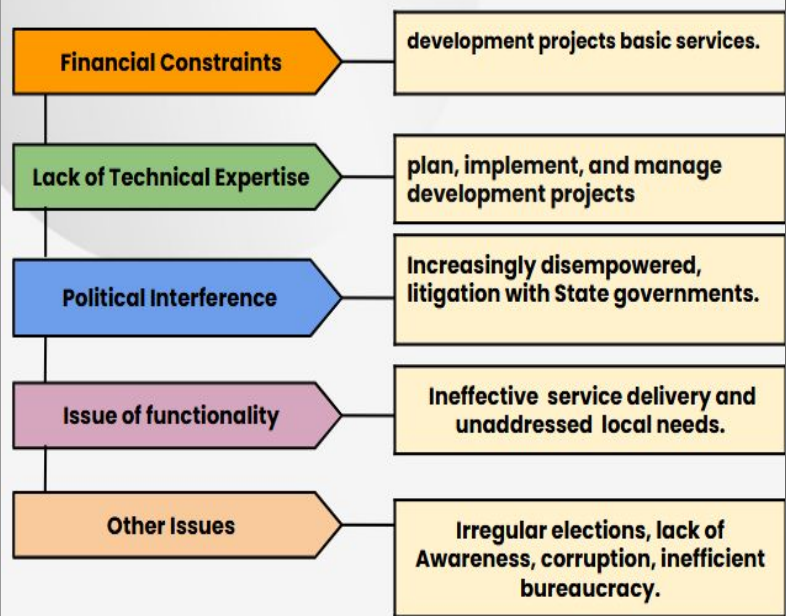 Financial Constraints
development projects basic services.
Lack of Technical Expertise
plan, implement, and manage
development projects
Political Interference
Increasingly disempowered,
litigation with State governments.
Issue of functionality
Ineffective service delivery and
unaddressed local needs.
Other Issues
Irregular elections, lack of
Awareness, corruption, inefficient
bureaucracy.